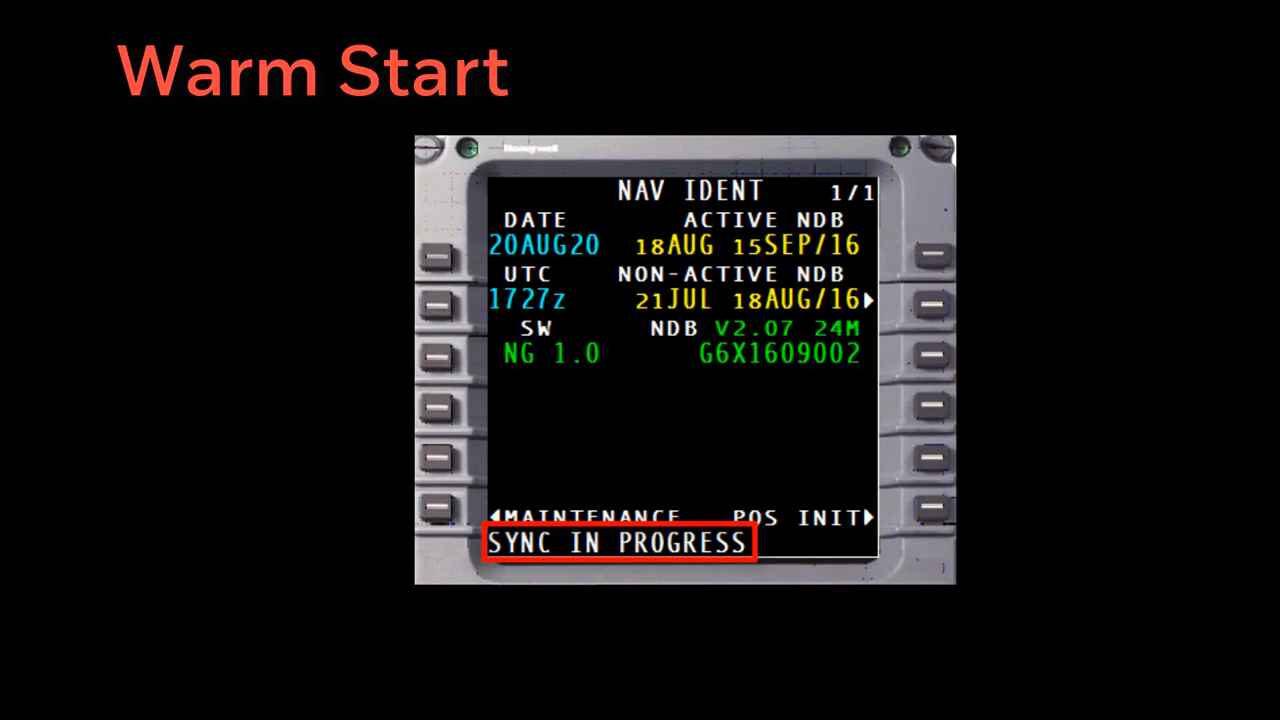 Warm Start
Honeywell
NAV IDENT 1/1
DATE ACTIVE NDB
20AUG20 18AUG 15SEP/16
UTC NON-ACTIVE NDB
1727z 21JUL 18AUG/16
SW NDB V2.07 24M
NG 1.0 G6X1609002
MAINTENANCE POS INIT
SYNC IN PROGRESS